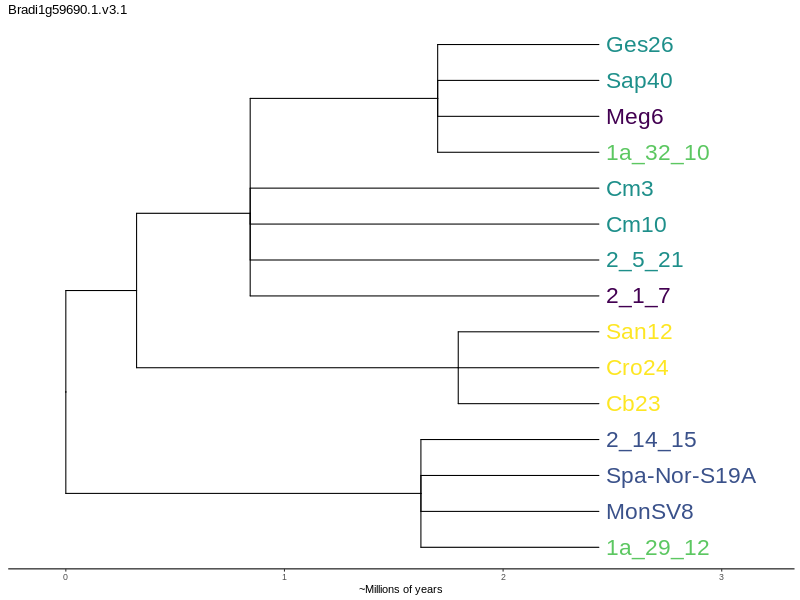 Bradi1g59690.1.v3.1
Ges26
Sap40
Meg6
1a_32_10
Cm3
Cm10
2_5_21
2_1_7
San12
Cro24
Cb23
2_14_15
Spa-Nor-S19A
MonSV8
1a_29_12
0 1 2 3
~Millions of years